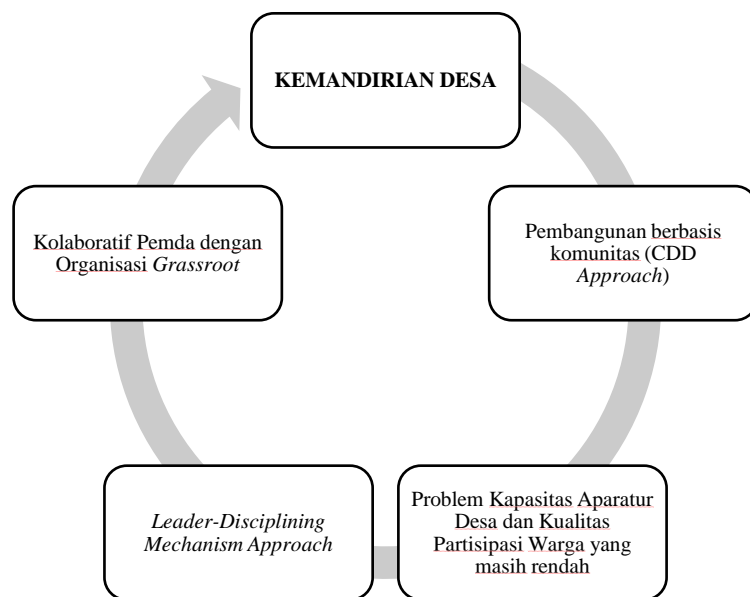 KEMANDIRIAN DESA
Pembangunan berbasis
komunitas (CDD
Approach)
Problem Kapasitas Aparatur
Desa dan Kualitas
Partisipasi Warga yang
masih rendah
Leader-Disciplining
Mechanism Approach
Kolaboratif Pemda dengan
Organisasi Grassroot